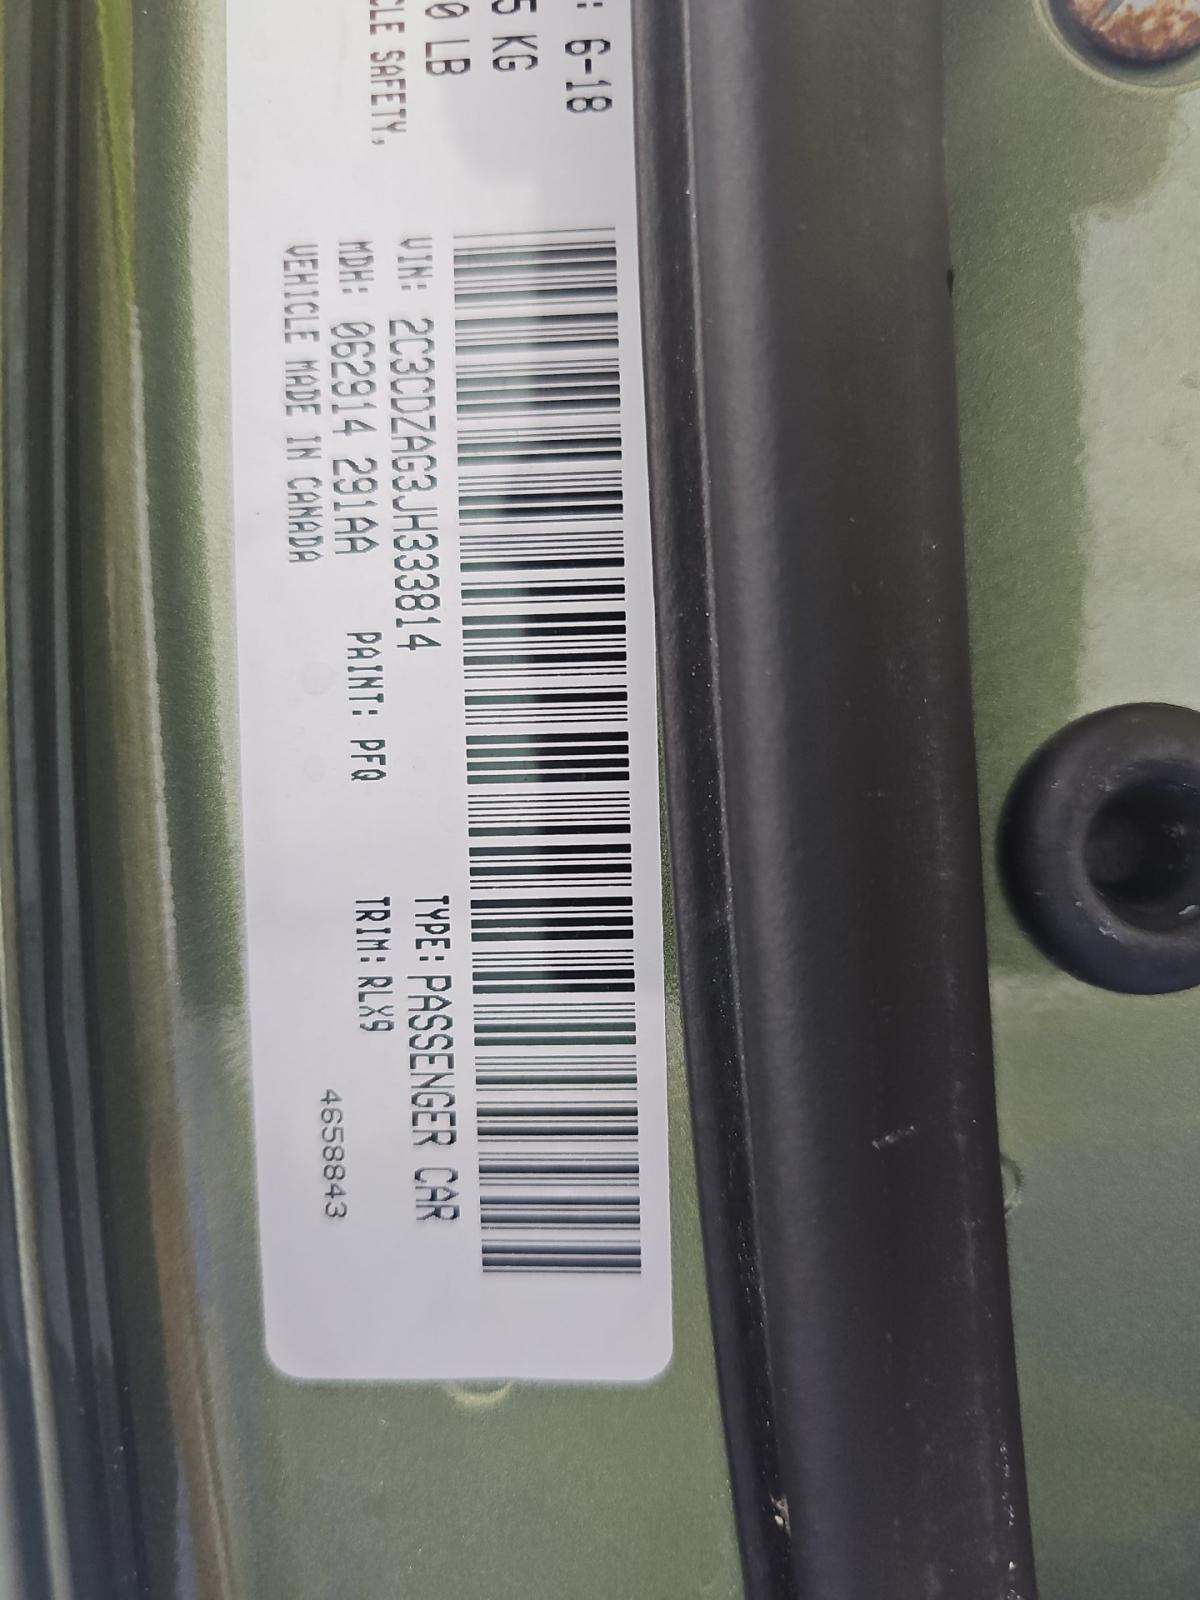 : 6-18
5 KG
0 LB
CLE SAFETY,
VIN: 2C3CDZAG3JH333814 TYPE: PASSENGER CAR
MDH: 062914 291AA PAINT: PFQ TRIM: RLX9
VEHICLE MADE IN CANADA 4658843